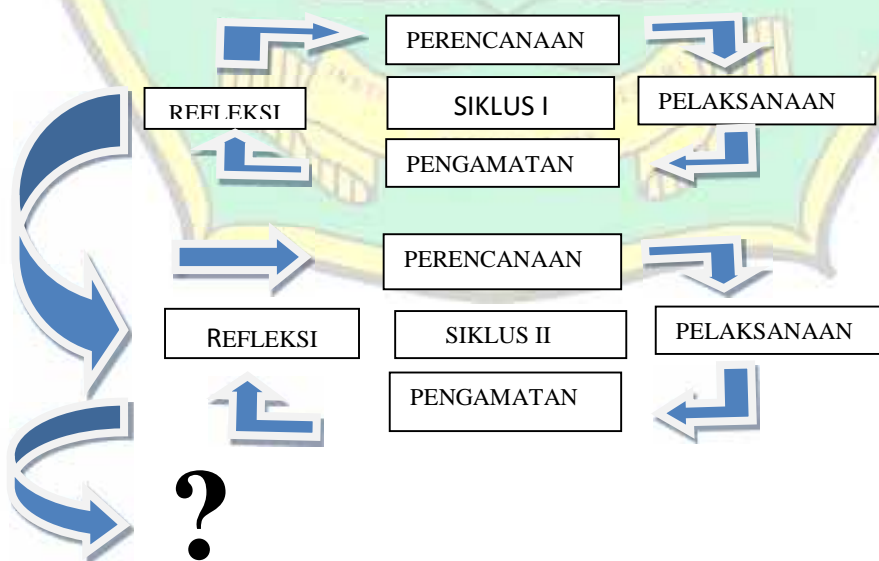 PERENCANAAN
REFLEKSI
SIKLUS I
PELAKSANAAN
PENGAMATAN
PERENCANAAN
REFLEKSI
SIKLUS II
PELAKSANAAN
PENGAMATAN
?